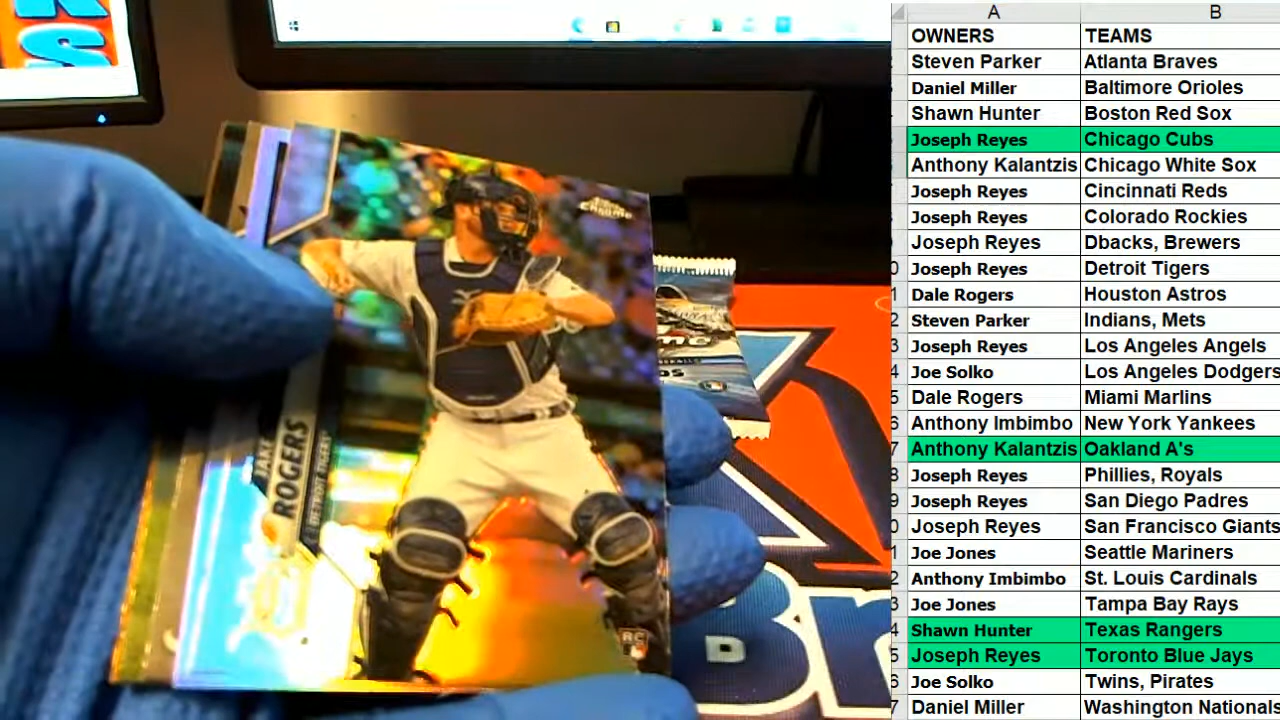 A B
OWNERS TEAMS
Steven Parker Atlanta Braves
Daniel Miller Baltimore Orioles
Shawn Hunter Boston Red Sox
Joseph Reyes Chicago Cubs
Anthony Kalantzis Chicago White Sox
Joseph Reyes Cincinnati Reds
Joseph Reyes Colorado Rockies
Joseph Reyes Dbacks, Brewers
Joseph Reyes Detroit Tigers
Dale Rogers Houston Astros
Steven Parker Indians, Mets
Joseph Reyes Los Angeles Angels
Joe Solko Los Angeles Dodgers
Dale Rogers Miami Marlins
Anthony Imbimbo New York Yankees
Anthony Kalantzis Oakland A's
Joseph Reyes Phillies, Royals
Joseph Reyes San Diego Padres
Joseph Reyes San Francisco Giants
Joe Jones Seattle Mariners
Anthony Imbimbo St. Louis Cardinals
Joe Jones Tampa Bay Rays
Shawn Hunter Texas Rangers
Joseph Reyes Toronto Blue Jays
Joe Solko Twins, Pirates
Daniel Miller Washington Nationals
CHROME
JAKE
ROGERS
DETROIT TIGERS
RC
Br